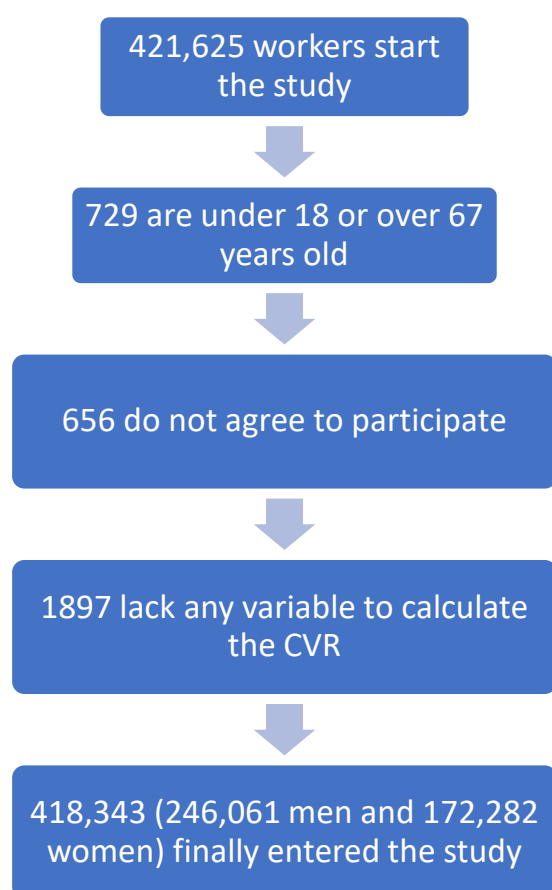 421,625 workers start
the study
729 are under 18 or over 67
years old
656 do not agree to participate
1897 lack any variable to calculate
the CVR
418,343 (246,061 men and 172,282
women) finally entered the study